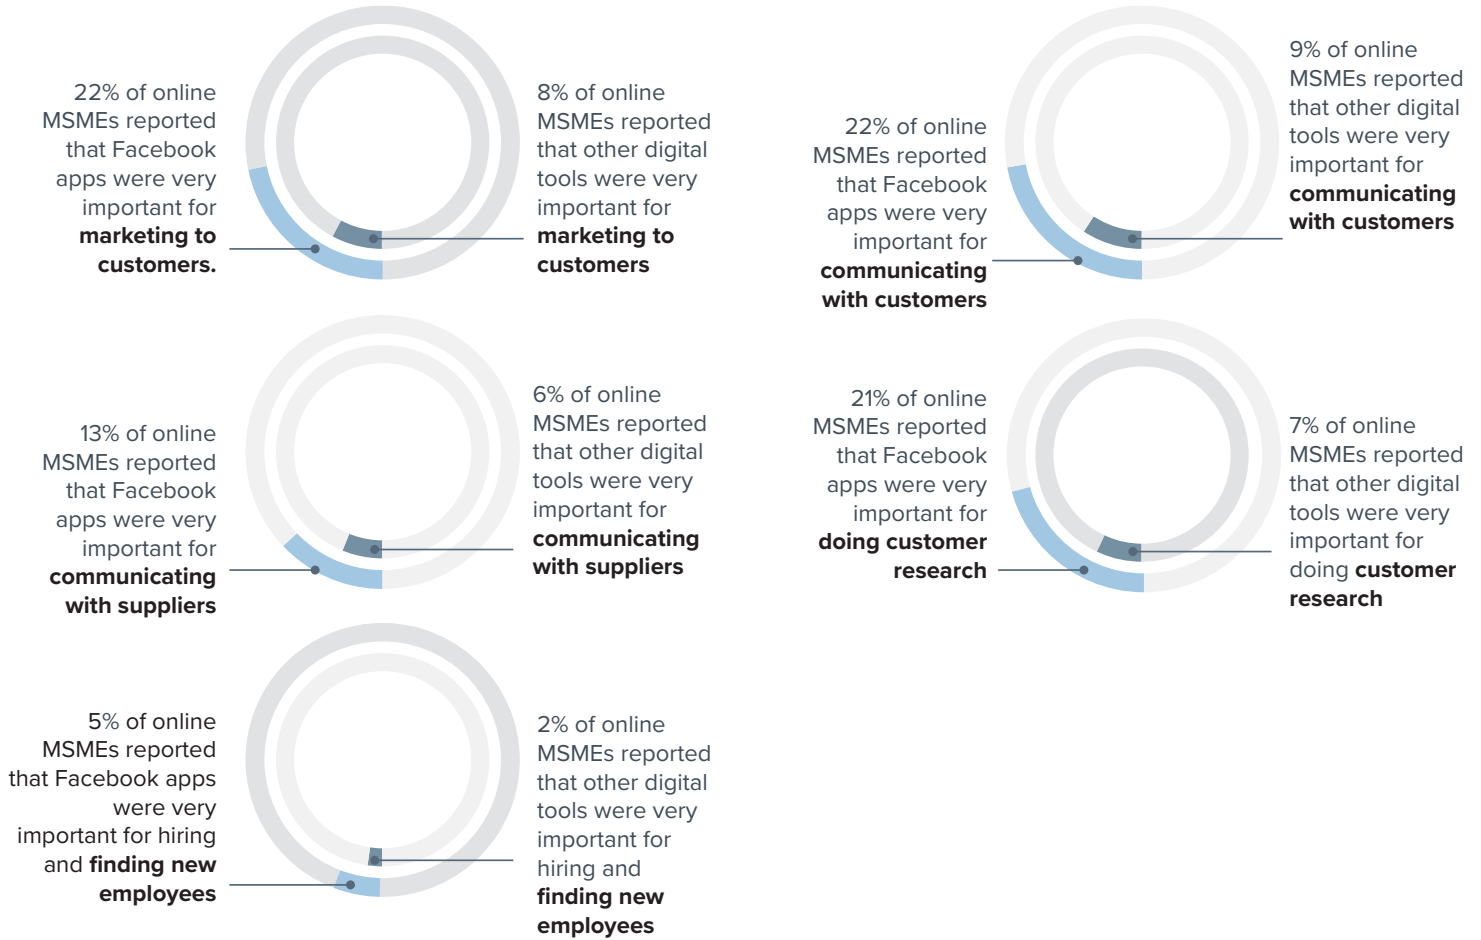 22% of online
MSMEs reported
that Facebook
apps were very
important for
marketing to
customers.
8% of online
MSMEs reported
that other digital
tools were very
important for
marketing to
customers
22% of online
MSMEs reported
that Facebook
apps were very
important for
communicating
with customers
9% of online
MSMEs reported
that other digital
tools were very
important for
communicating
with customers
13% of online
MSMEs reported
that Facebook
apps were very
important for
communicating
with suppliers
6% of online
MSMEs reported
that other digital
tools were very
important for
communicating
with suppliers
21% of online
MSMEs reported
that Facebook
apps were very
important for
doing customer
research
7% of online
MSMEs reported
that other digital
tools were very
important for
doing customer
research
5% of online
MSMEs reported
that Facebook apps
were very
important for hiring
and finding new
employees
2% of online
MSMEs reported
that other digital
tools were very
important for
hiring and
finding new
employees